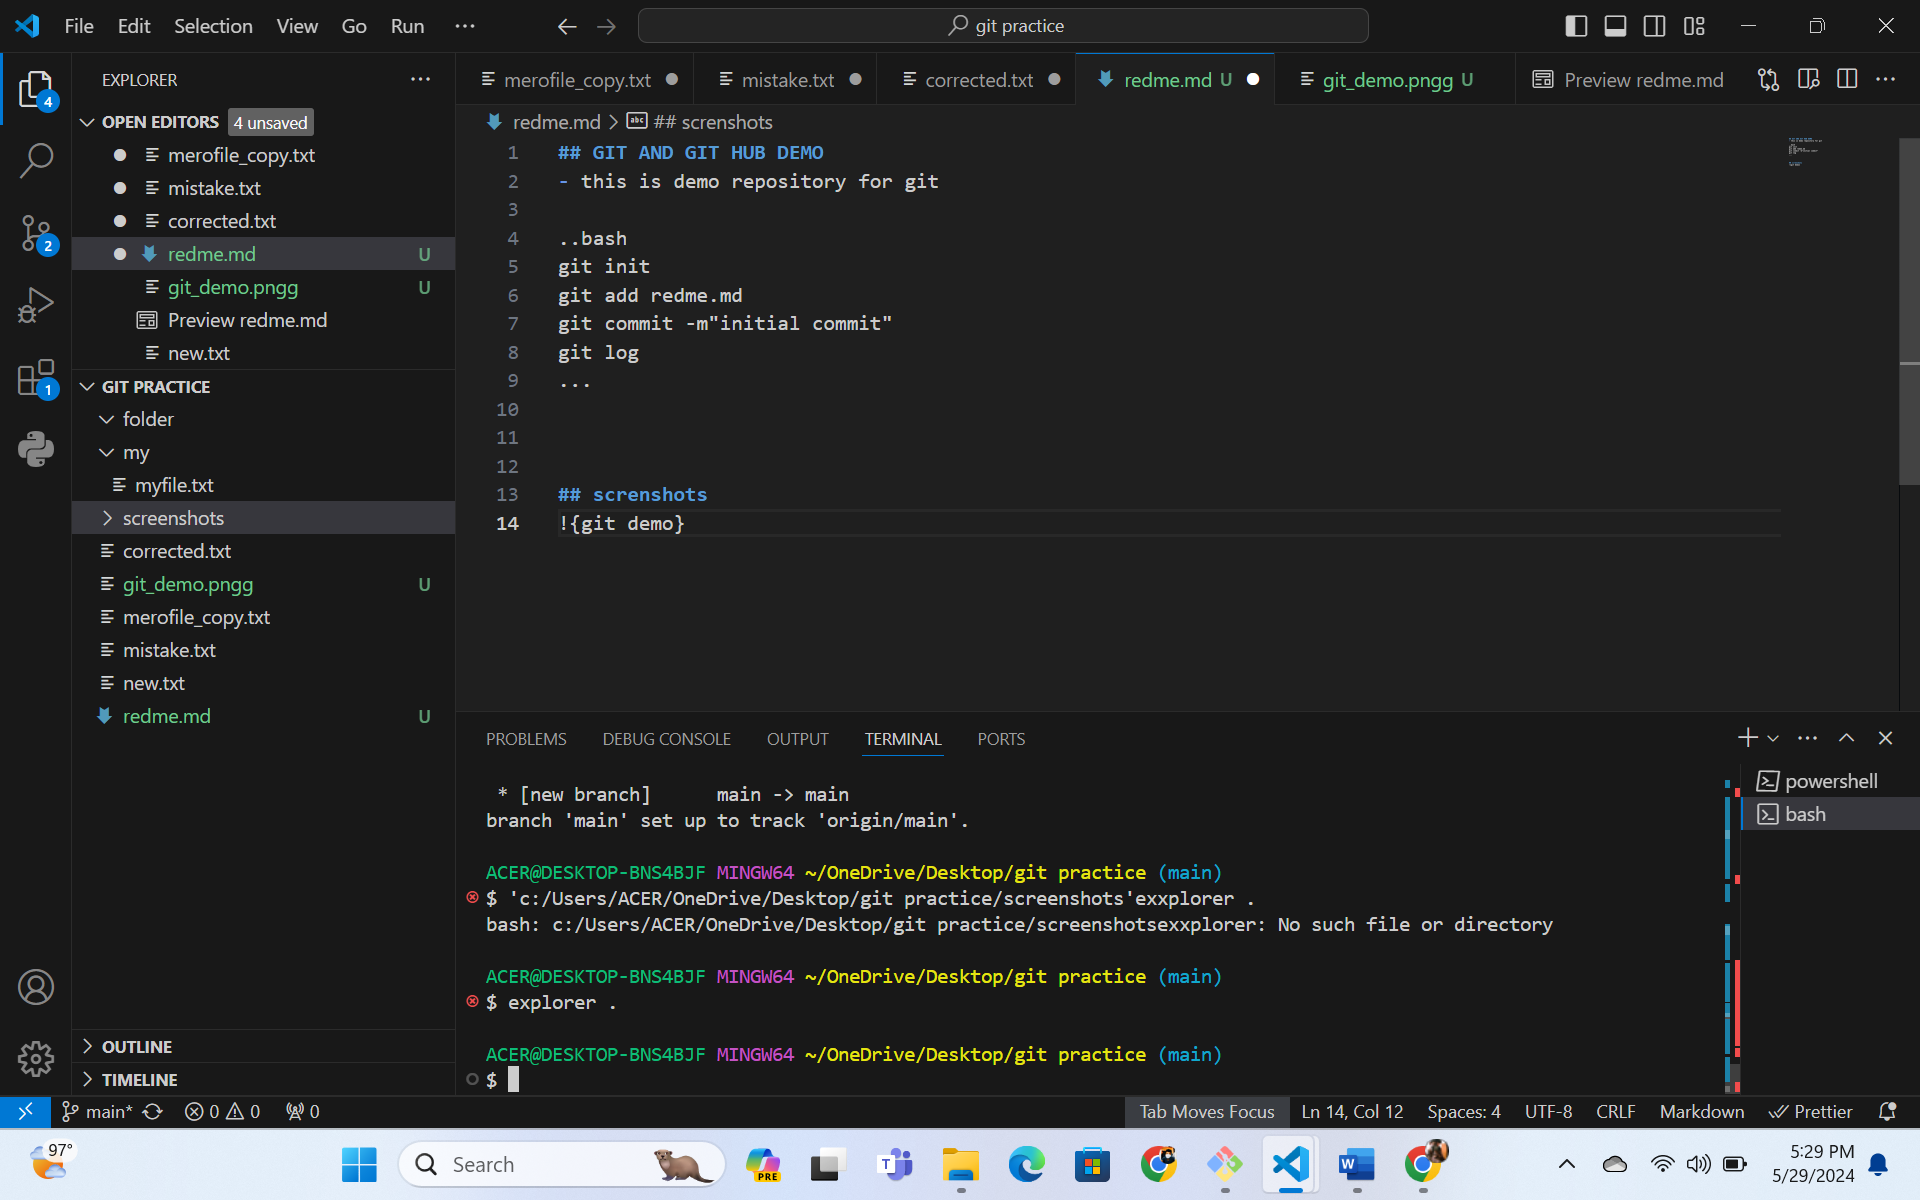 File Edit Selection View Go Run ...
git practice
EXPLORER
OPEN EDITORS 4 unsaved
merofile_copy.txt
mistake.txt
corrected.txt
redme.md U
git_demo.pngg U
Preview redme.md
new.txt
GIT PRACTICE
folder
my
myfile.txt
screenshots
corrected.txt
git_demo.pngg U
merofile_copy.txt
mistake.txt
new.txt
redme.md U
OUTLINE
TIMELINE
4
2
1
merofile_copy.txt mistake.txt corrected.txt redme.md U git_demo.pngg U Preview redme.md
redme.md > abc ## screnshots
1 ## GIT AND GIT HUB DEMO
2 - this is demo repository for git
3
4 ..bash
5 git init
6 git add redme.md
7 git commit -m"initial commit"
8 git log
9 ...
10
11
12
13 ## screnshots
14 !{git demo}
PROBLEMS DEBUG CONSOLE OUTPUT TERMINAL PORTS
powershell
bash
* [new branch] main -> main
branch 'main' set up to track 'origin/main'.
ACER@DESKTOP-BNS4BJF MINGW64 ~/OneDrive/Desktop/git practice (main)
$ 'c:/Users/ACER/OneDrive/Desktop/git practice/screenshots'exxplorer .
bash: c:/Users/ACER/OneDrive/Desktop/git practice/screenshotsexxplorer: No such file or directory
ACER@DESKTOP-BNS4BJF MINGW64 ~/OneDrive/Desktop/git practice (main)
$ explorer .
ACER@DESKTOP-BNS4BJF MINGW64 ~/OneDrive/Desktop/git practice (main)
$
main* 0 0 0 Tab Moves Focus Ln 14, Col 12 Spaces: 4 UTF-8 CRLF Markdown Prettier
97° Search PRE T W 5:29 PM
5/29/2024